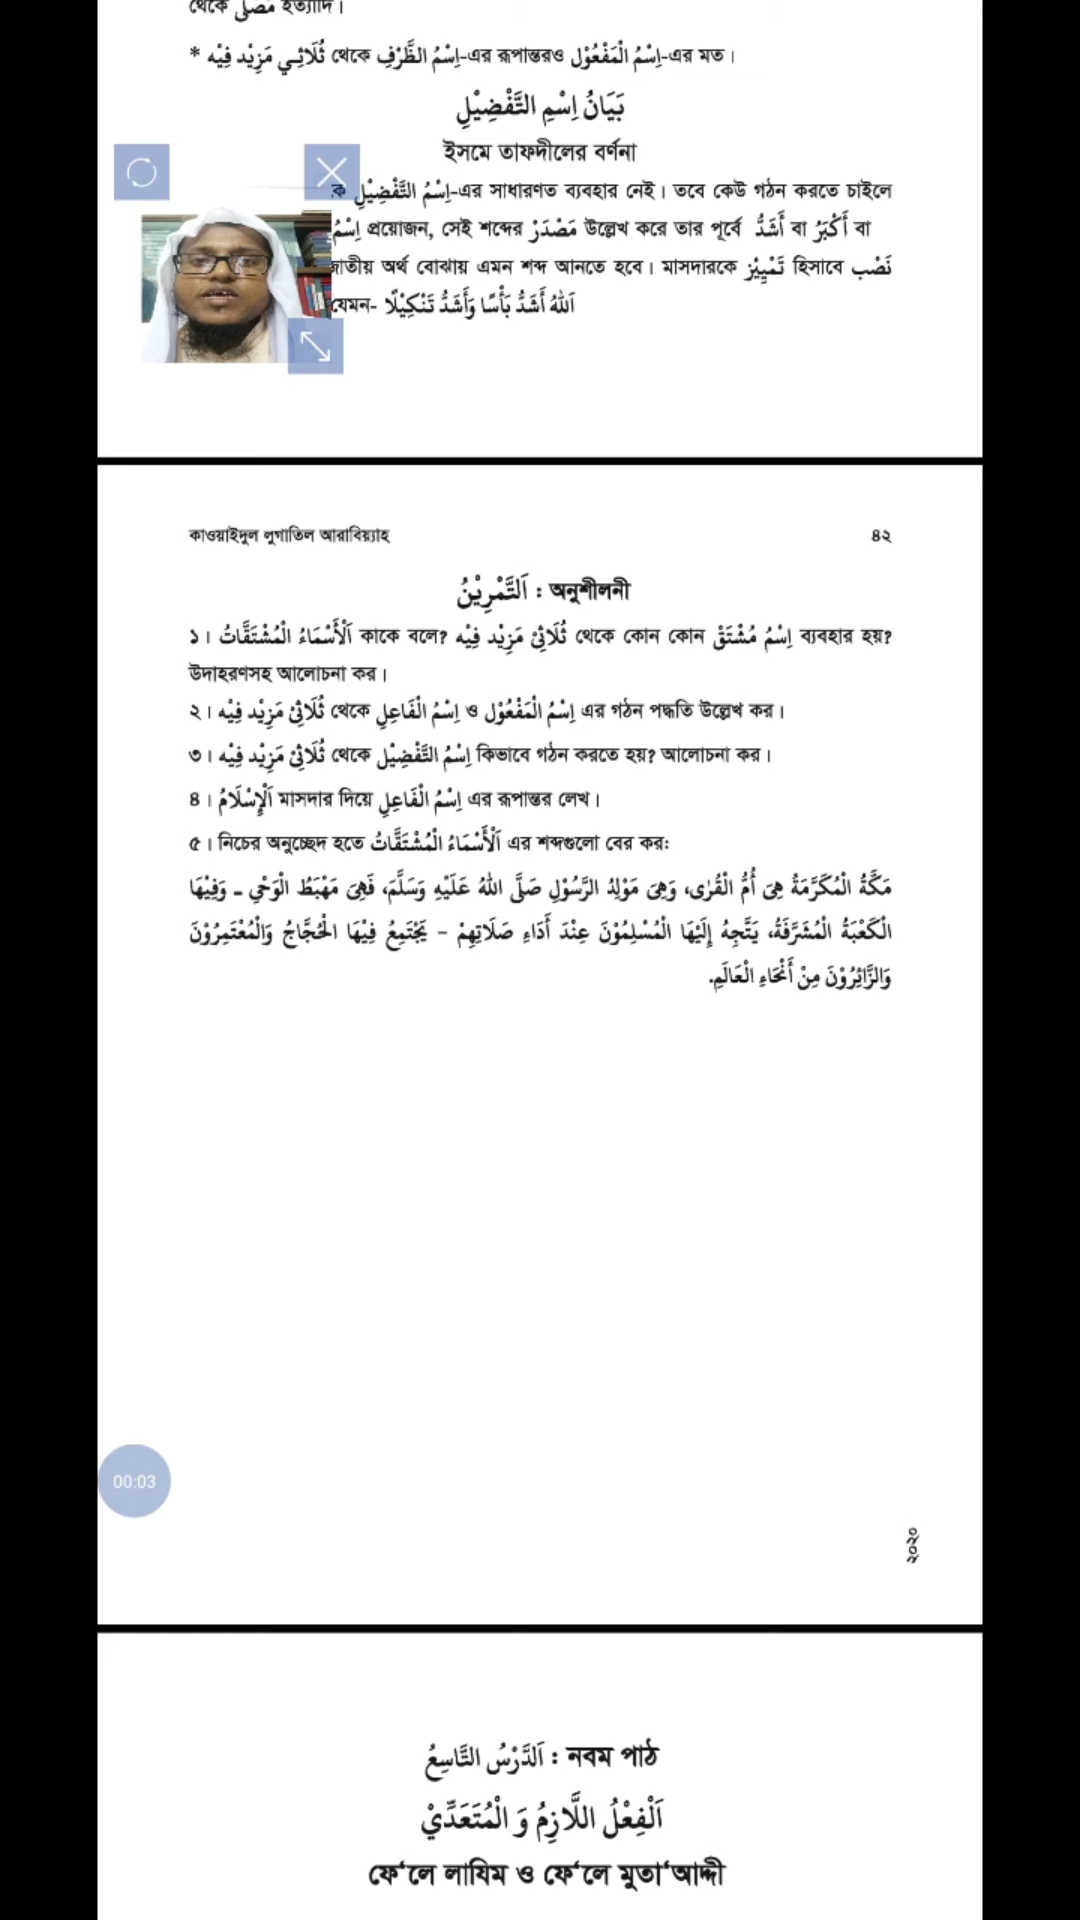 থেকে مُصَلًّى ইত্যাদি।
* ثُلَاثِي مَزِيْد فِيْه থেকে اِسْمُ الظَّرْفِ-এর রূপান্তরও اِسْمُ الْمَفْعُوْل-এর মত।
بَيَانُ اِسْمِ التَّفْضِيْلِ
ইসমে তাফদীলের বর্ণনা
اِسْمُ التَّفْضِيْلِ-এর সাধারণত ব্যবহার নেই। তবে কেউ গঠন করতে চাইলে
اِسْمُ প্রয়োজন, সেই শব্দের مَصْدَرْ উল্লেখ করে তার পূর্বে أَشَدُّ বা أَكْبَرُ বা
জাতীয় অর্থ বোঝায় এমন শব্দ আনতে হবে। মাসদারকে تَمْيِيْز হিসাবে نَصْب
যেমন- اَللهُ أَشَدُّ بَأْسًا وَأَشَدُّ تَنْكِيْلًا
কাওয়াইদুল লুগাতিল আরাবিয়্যাহ ৪২
اَلتَّمْرِيْنُ : অনুশীলনী
১। اَلْأَسْمَاءُ الْمُشْتَقَّاتُ কাকে বলে? ثُلَاثِيْ مَزِيْد فِيْه থেকে কোন কোন اِسْمُ مُشْتَقْ ব্যবহার হয়?
উদাহরণসহ আলোচনা কর।
২। ثُلَاثِيْ مَزِيْد فِيْه থেকে اِسْمُ الْفَاعِلِ ও اِسْمُ الْمَفْعُوْل এর গঠন পদ্ধতি উল্লেখ কর।
৩। ثُلَاثِيْ مَزِيْد فِيْه থেকে اِسْمُ التَّفْضِيْل কিভাবে গঠন করতে হয়? আলোচনা কর।
৪। اَلْإِسْلَامُ মাসদার দিয়ে اِسْمُ الْفَاعِلِ এর রূপান্তর লেখ।
৫। নিচের অনুচ্ছেদ হতে اَلْأَسْمَاءُ الْمُشْتَقَّاتُ এর শব্দগুলো বের কর:
مَكَّةُ الْمُكَرَّمَةُ هِىَ أُمُّ الْقُرٰى، وَهِىَ مَوْلِدُ الرَّسُوْلِ صَلَّى اللهُ عَلَيْهِ وَسَلَّمَ، فَهِىَ مَهْبَطُ الْوَحْيِ ـ وَفِيْهَا
الْكَعْبَةُ الْمُشَرَّفَةُ، يَتَّجِهُ إِلَيْهَا الْمُسْلِمُوْنَ عِنْدَ أَدَاءِ صَلَاتِهِمْ – يَجْتَمِعُ فِيْهَا الْحُجَّاجُ وَالْمُعْتَمِرُوْنَ
وَالزَّائِرُوْنَ مِنْ أَنْحَاءِ الْعَالَمِ.
00:03
২০২০
اَلدَّرْسُ التَّاسِعُ : নবম পাঠ
اَلْفِعْلُ اللَّازِمُ وَ الْمُتَعَدِّيْ
ফে‘লে লাযিম ও ফে‘লে মুতা‘আদ্দী